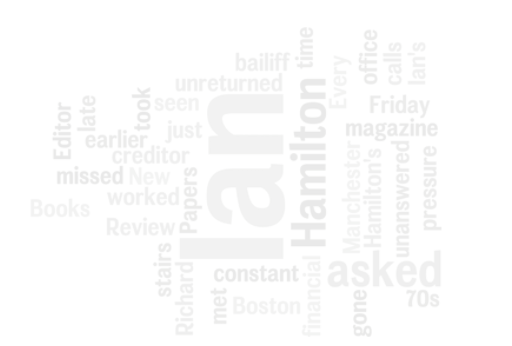 bailiff
time
office
calls
Ian's
unreturned
Every
Editor
late
took
seen
Friday
earlier
just
magazine
creditor
Ian
Hamilton
missed
New
Papers
Manchester
Hamilton's
unanswered
pressure
worked
Books
Review
stairs
Richard
constant
asked
met
Boston
financial
gone
70s